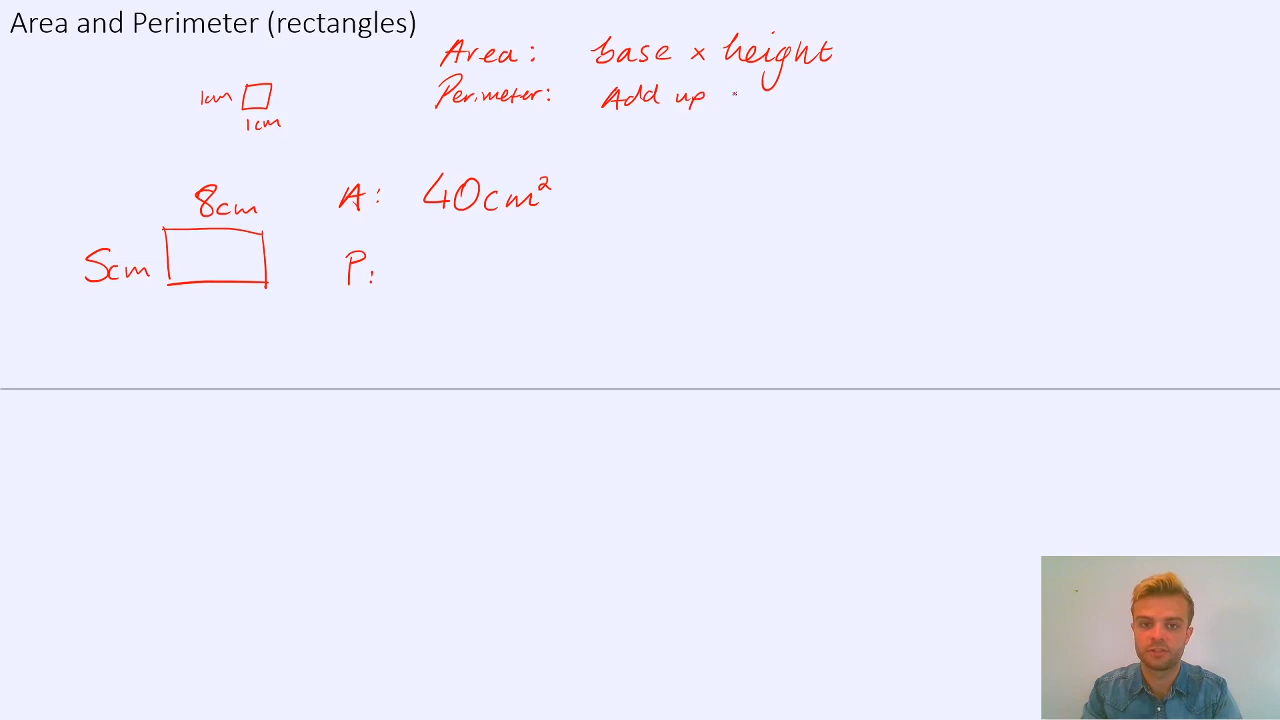 Area and Perimeter (rectangles)
Area: base × height
Perimeter: Add up
1cm
1cm
8cm
A: 40cm²
5cm
P: